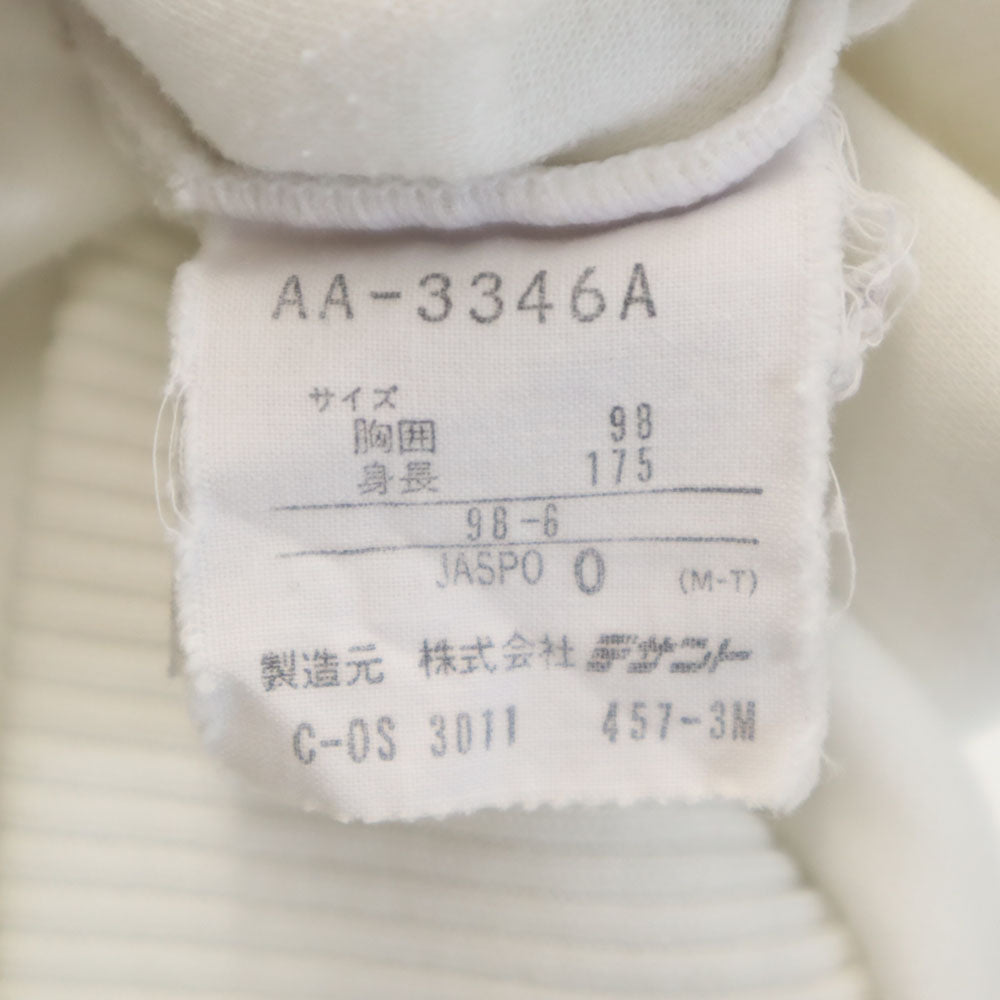 AA-3346A
サイズ
胸囲 98
身長 175
98-6
JASPO O (M-T)
製造元 株式会社 デサント
C-OS 3011 457-3M